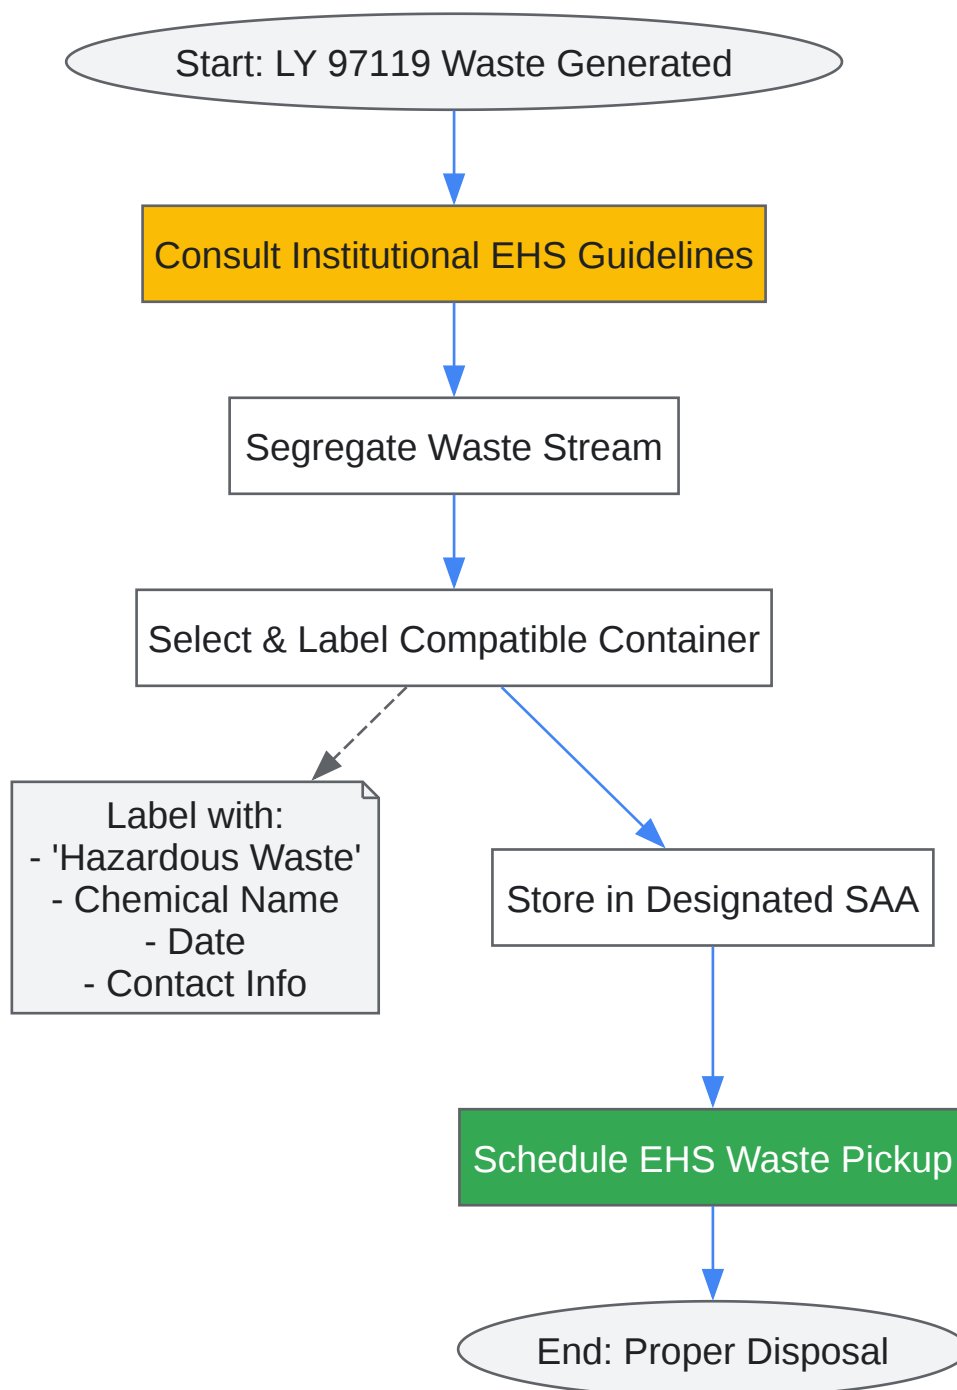 Start: LY 97119 Waste Generated
Consult Institutional EHS Guidelines
Segregate Waste Stream
Select & Label Compatible Container
Label with:
- 'Hazardous Waste'
- Chemical Name
- Date
- Contact Info
Store in Designated SAA
Schedule EHS Waste Pickup
End: Proper Disposal